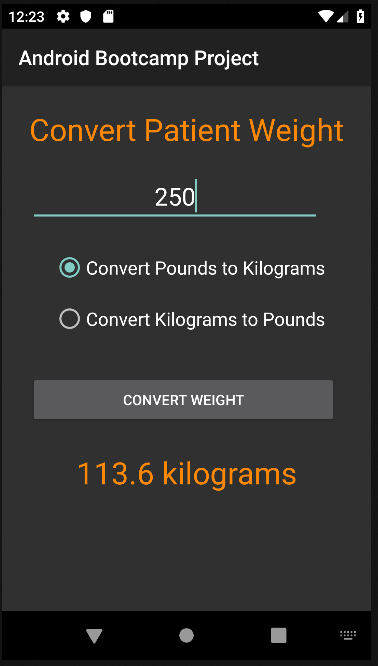 12:23
Android Bootcamp Project
Convert Patient Weight
250
Convert Pounds to Kilograms
Convert Kilograms to Pounds
CONVERT WEIGHT
113.6 kilograms